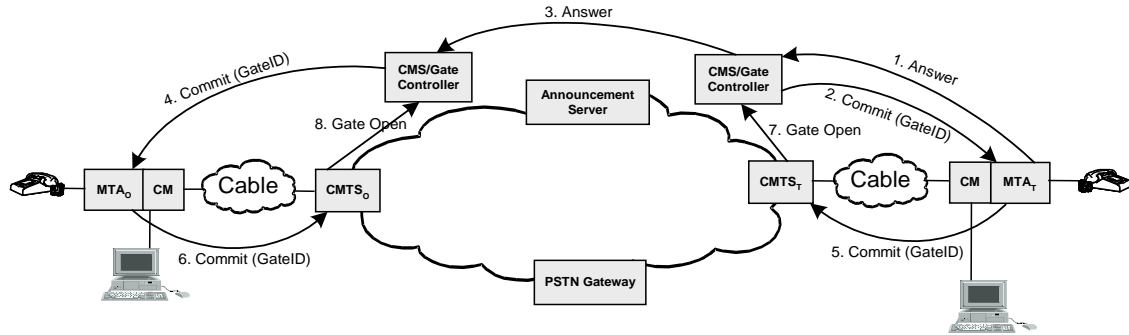 3. Answer
CMS/Gate
Controller
CMS/Gate
Controller
1. Answer
4. Commit (GateID)
2. Commit (GateID)
Announcement
Server
8. Gate Open
7. Gate Open
MTAO
CM
Cable
CMTSO
CMTST
Cable
CM
MTAT
6. Commit (GateID)
5. Commit (GateID)
PSTN Gateway